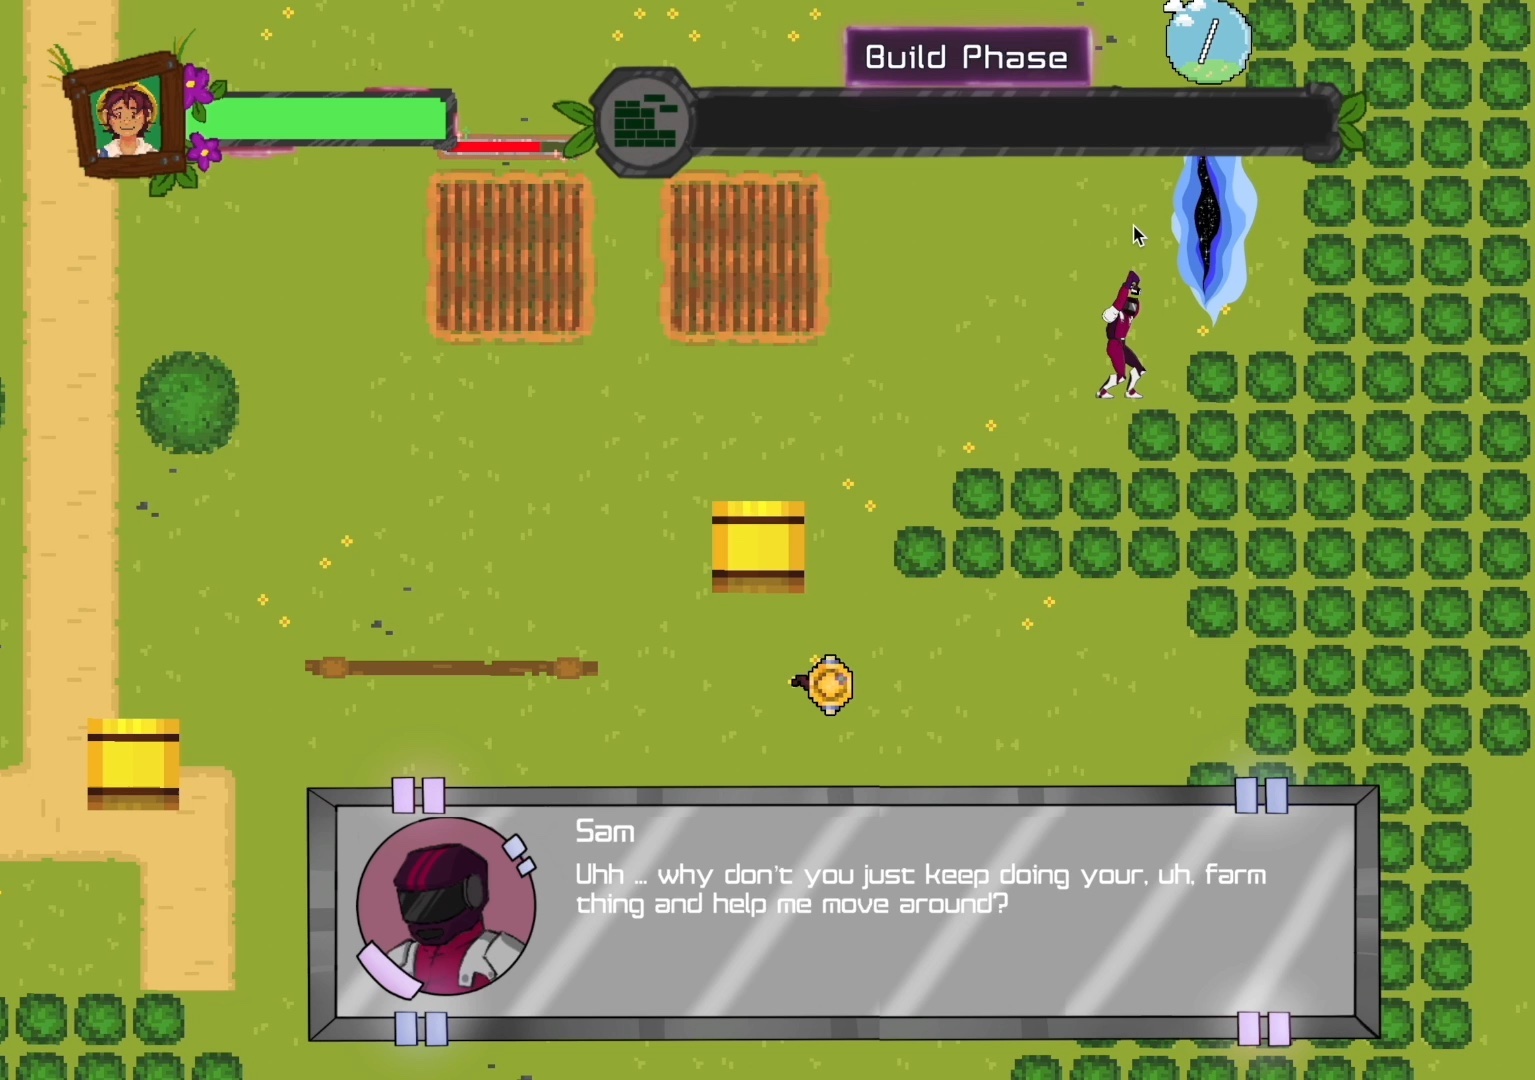 Build Phase
Sam
Uhh ... why don't you just keep doing your, uh, farm
thing and help me move around?